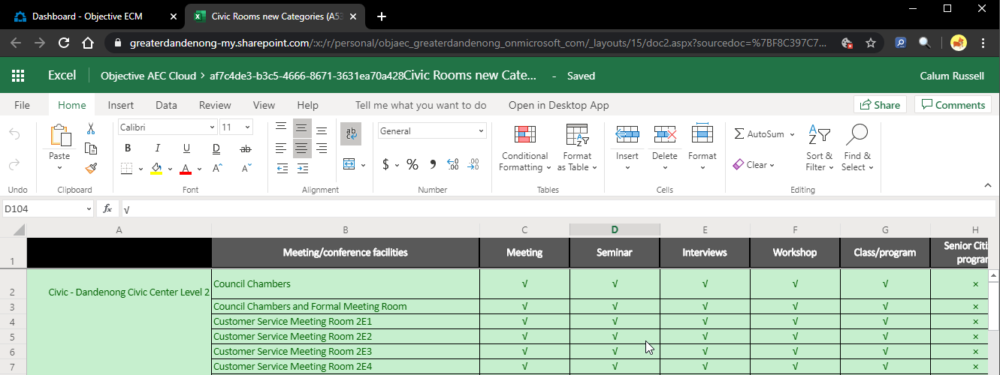 Dashboard - Objective ECM
Civic Rooms new Categories (A53
greaterdandenong-my.sharepoint.com/:x:/r/personal/objaec_greaterdandenong_onmicrosoft_com/_layouts/15/doc2.aspx?sourcedoc=%7BF8C397C7...
Excel Objective AEC Cloud > af7c4de3-b3c5-4666-8671-3631ea70a428Civic Rooms new Cate... - Saved Calum Russell
File Home Insert Data Review View Help Tell me what you want to do Open in Desktop App Share Comments
Calibri 11 General
Paste
B I U D ab
ab c
$ % , .00 .00
A A A
Conditional Formatting
Format as Table
Insert Delete Format
AutoSum
Clear
Sort & Filter
Find & Select
Undo Clipboard Font Alignment Number Tables Cells Editing
D104 fx √
A B C D E F G H
1 Meeting/conference facilities Meeting Seminar Interviews Workshop Class/program Senior Citi program
2 Civic - Dandenong Civic Center Level 2 Council Chambers √ √ √ √ √ ×
3 Council Chambers and Formal Meeting Room √ √ √ √ √ ×
4 Customer Service Meeting Room 2E1 √ √ √ √ √ ×
5 Customer Service Meeting Room 2E2 √ √ √ √ √ ×
6 Customer Service Meeting Room 2E3 √ √ √ √ √ ×
7 Customer Service Meeting Room 2E4 √ √ √ √ √ ×